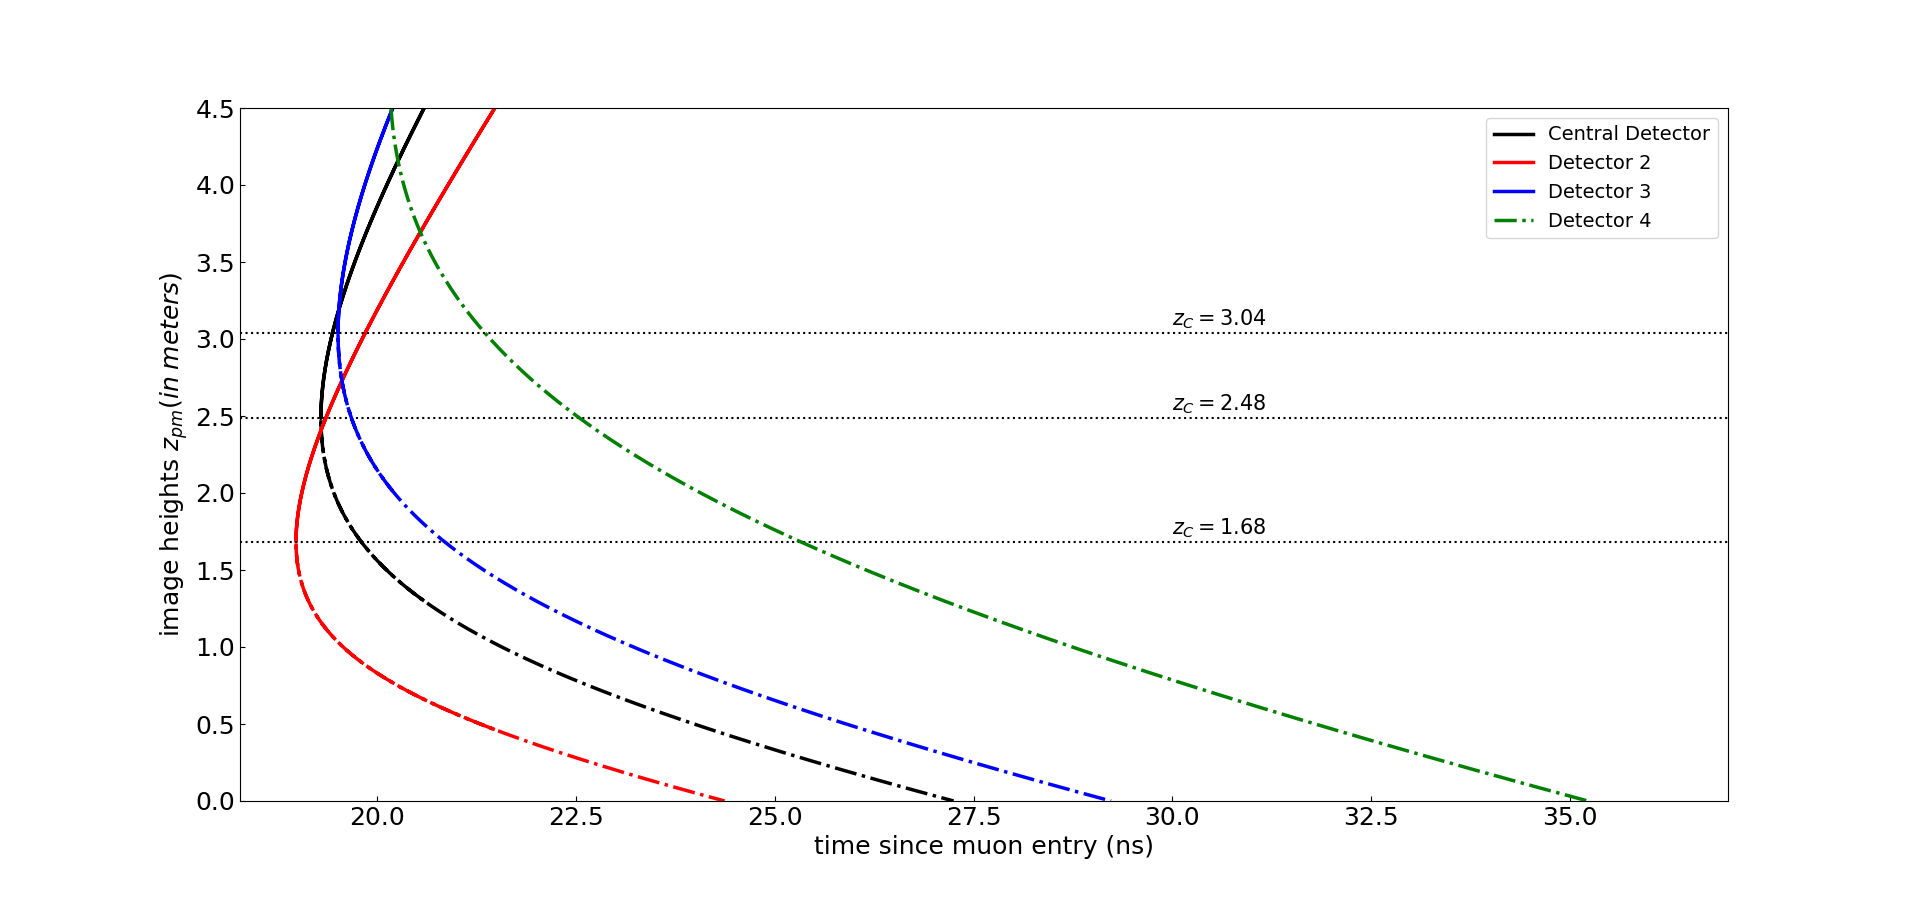 4.5
4.0
3.5
3.0
2.5
2.0
1.5
1.0
0.5
0.0
image heights z_{pm}(in meters)
Central Detector
Detector 2
Detector 3
Detector 4
z_C = 3.04
z_C = 2.48
z_C = 1.68
20.0 22.5 25.0 27.5 30.0 32.5 35.0
time since muon entry (ns)